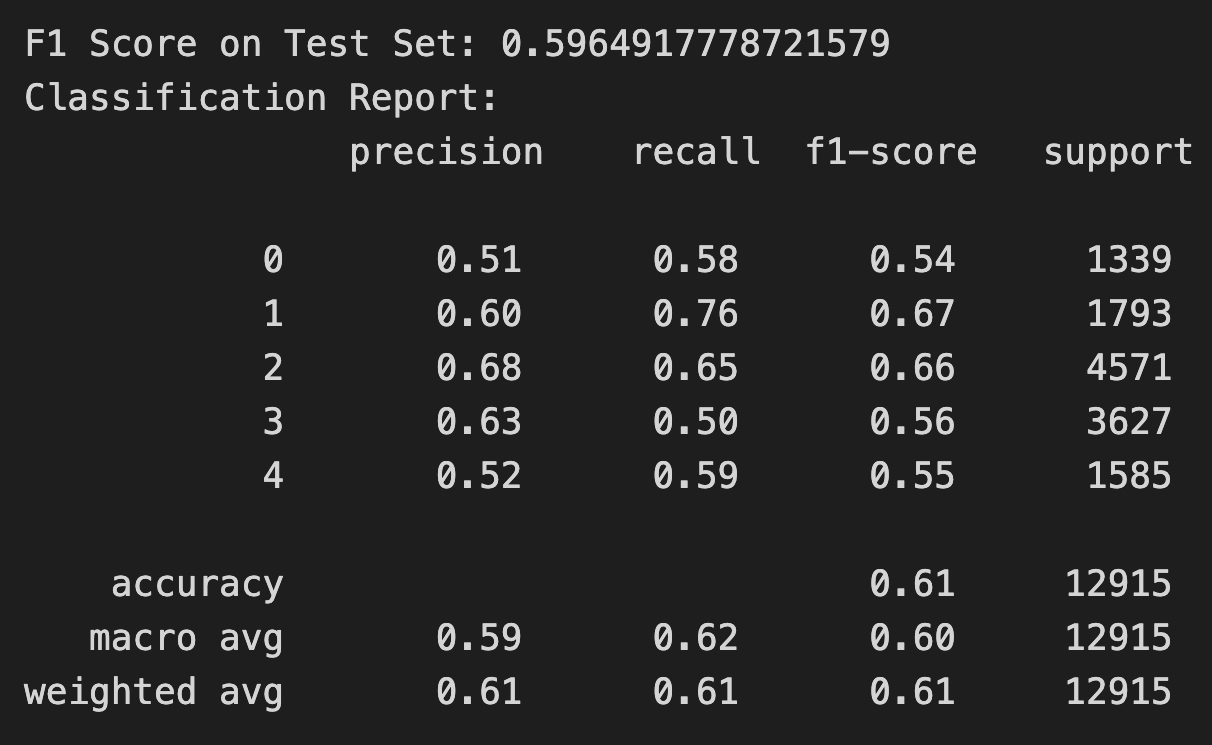 F1 Score on Test Set: 0.5964917778721579
Classification Report:
precision recall f1-score support
0 0.51 0.58 0.54 1339
1 0.60 0.76 0.67 1793
2 0.68 0.65 0.66 4571
3 0.63 0.50 0.56 3627
4 0.52 0.59 0.55 1585
accuracy 0.61 12915
macro avg 0.59 0.62 0.60 12915
weighted avg 0.61 0.61 0.61 12915